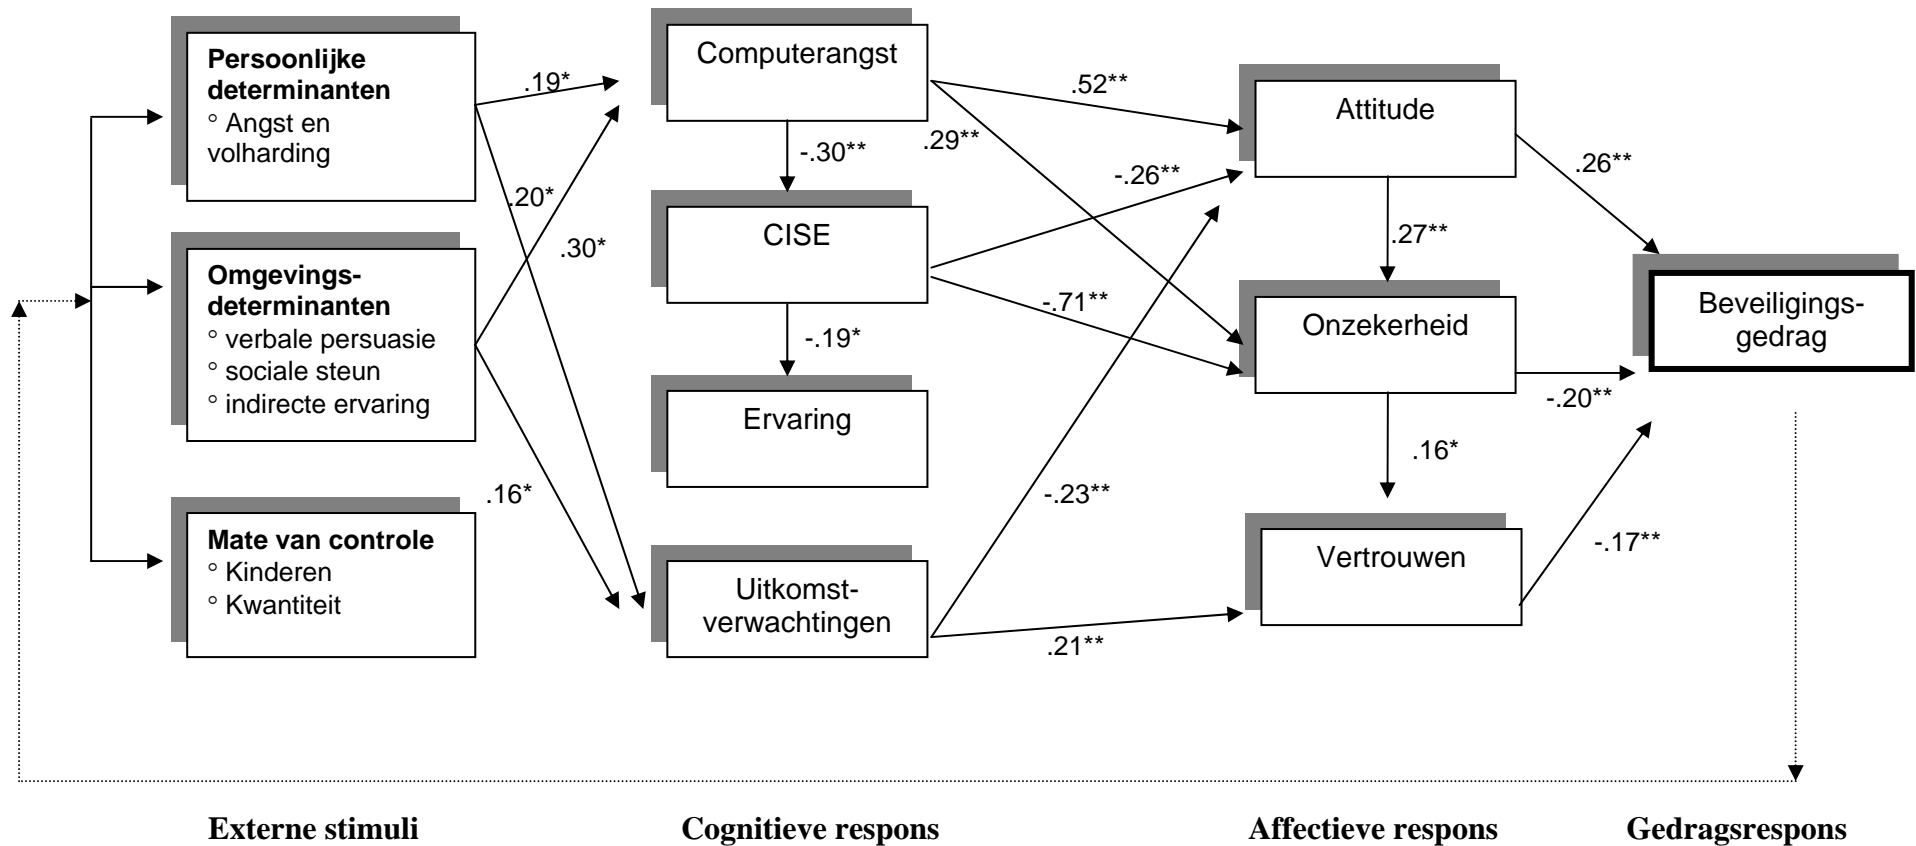 Persoonlijke
determinanten
° Angst en
volharding
Omgevings-
determinanten
° verbale persuasie
° sociale steun
° indirecte ervaring
Mate van controle
° Kinderen
° Kwantiteit
.19*
.20*
.30*
.16*
Computerangst
-.30**
CISE
-.19*
Ervaring
Uitkomst-
verwachtingen
.52**
.29**
-.26**
-.71**
-.23**
.21**
Attitude
.27**
Onzekerheid
.16*
Vertrouwen
.26**
-.20**
-.17**
Beveiligings-
gedrag
Externe stimuli
Cognitieve respons
Affectieve respons
Gedragsrespons